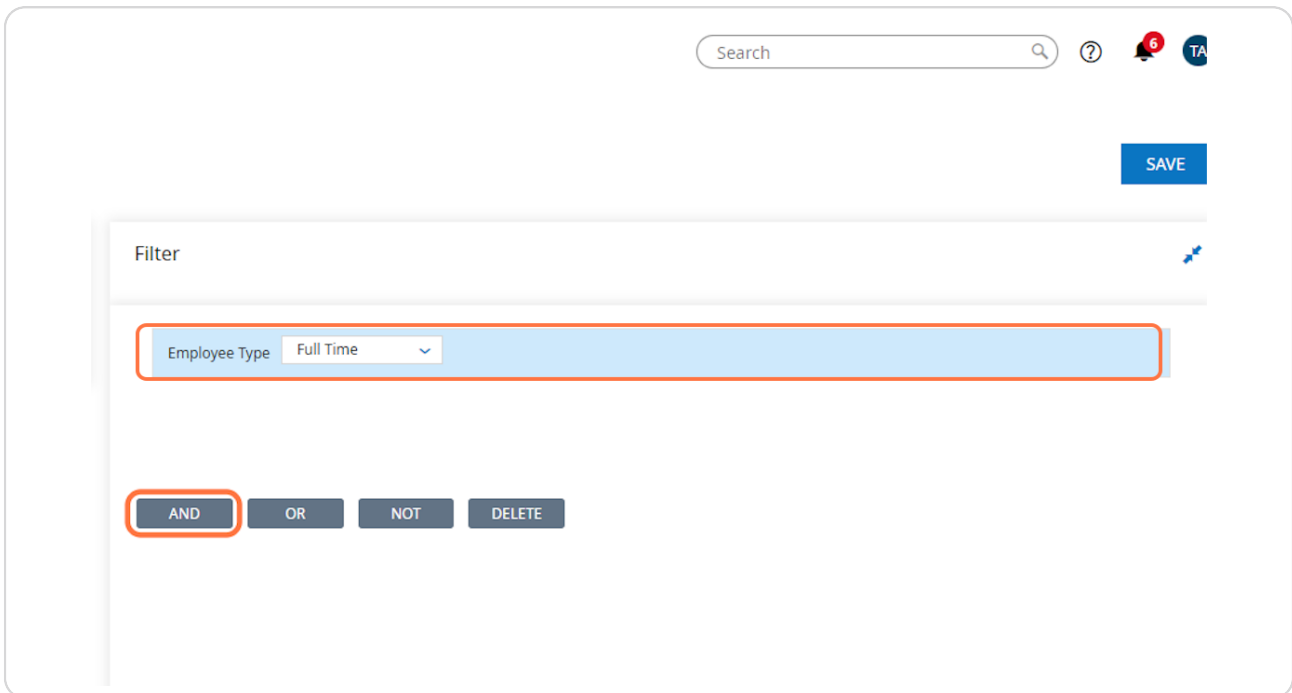 Search
6
TA
SAVE
Filter
Employee Type Full Time
AND OR NOT DELETE